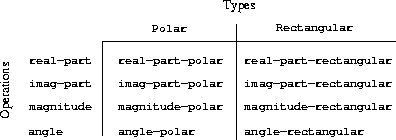 Types
Polar Rectangular
Operations
real-part real-part-polar real-part-rectangular
imag-part imag-part-polar imag-part-rectangular
magnitude magnitude-polar magnitude-rectangular
angle angle-polar angle-rectangular